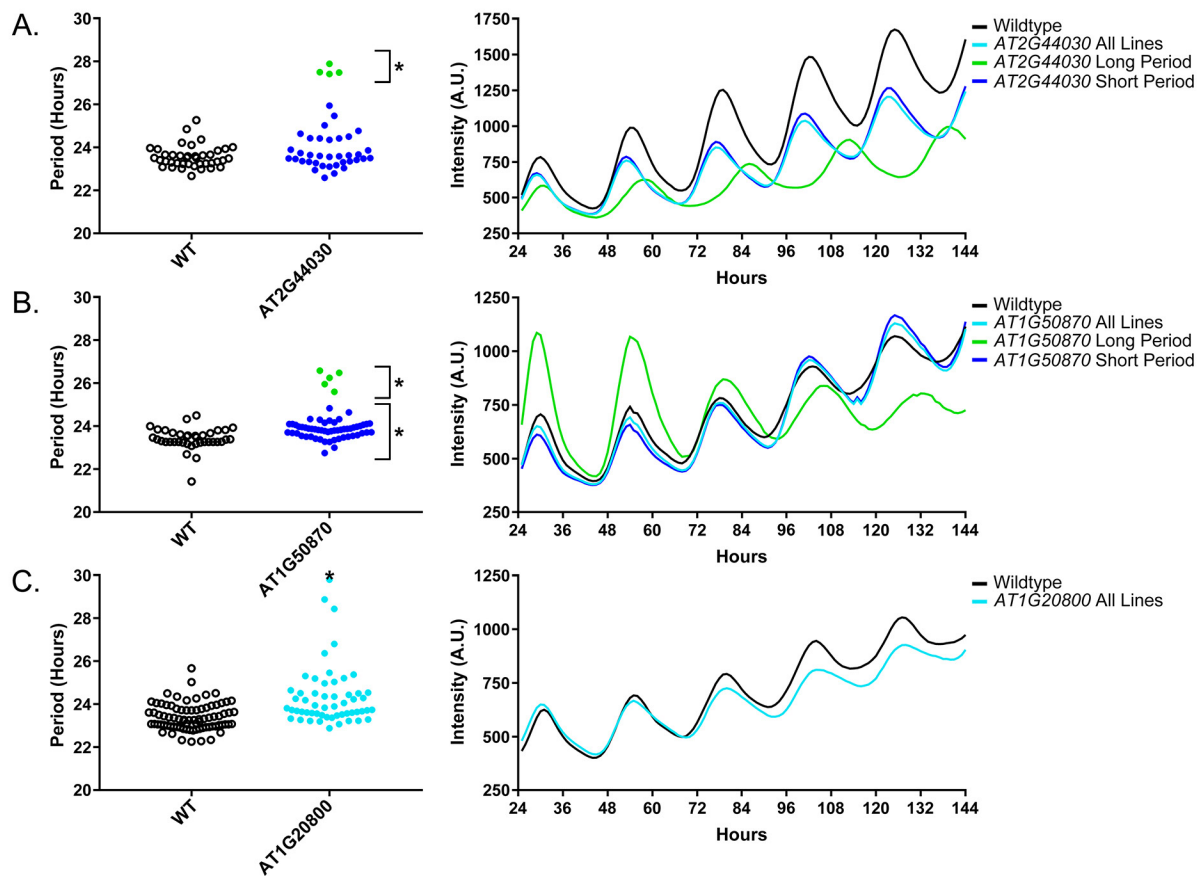 A.
Period (Hours)
30
28
26
24
22
20
*
WT
AT2G44030
Intensity (A.U.)
1750
1500
1250
1000
750
500
250
24 36 48 60 72 84 96 108 120 132 144
Hours
Wildtype
AT2G44030 All Lines
AT2G44030 Long Period
AT2G44030 Short Period
B.
Period (Hours)
30
28
26
24
22
20
*
*
WT
AT1G50870
Intensity (A.U.)
1250
1000
750
500
250
24 36 48 60 72 84 96 108 120 132 144
Hours
Wildtype
AT1G50870 All Lines
AT1G50870 Long Period
AT1G50870 Short Period
C.
Period (Hours)
30
28
26
24
22
20
*
WT
AT1G20800
Intensity (A.U.)
1250
1000
750
500
250
24 36 48 60 72 84 96 108 120 132 144
Hours
Wildtype
AT1G20800 All Lines